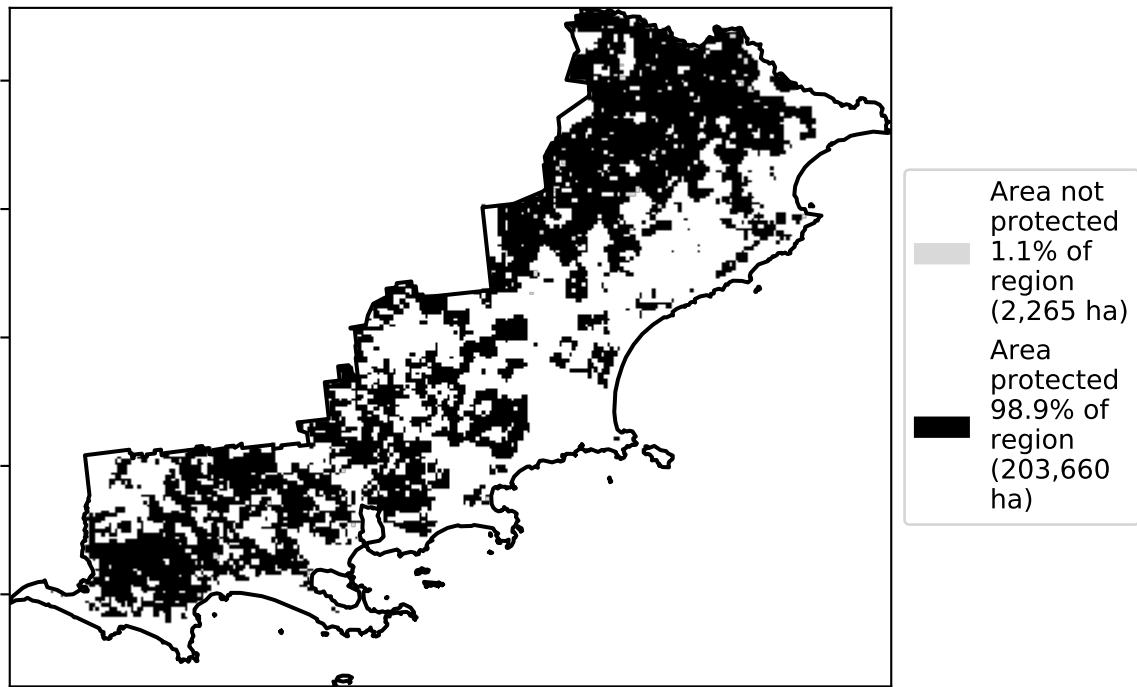 Area not
protected
1.1% of
region
(2,265 ha)
Area
protected
98.9% of
region
(203,660
ha)